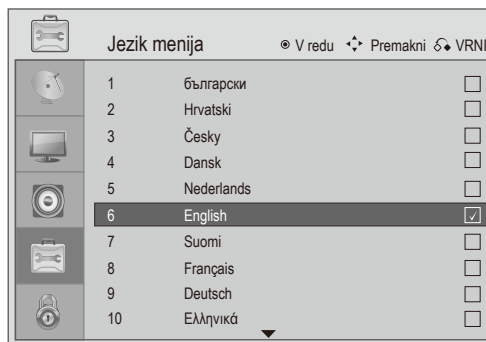 Jezik menija ◉ V redu Premakni VRNI
1 български
2 Hrvatski
3 Česky
4 Dansk
5 Nederlands
6 English
7 Suomi
8 Français
9 Deutsch
10 Ελληνικά